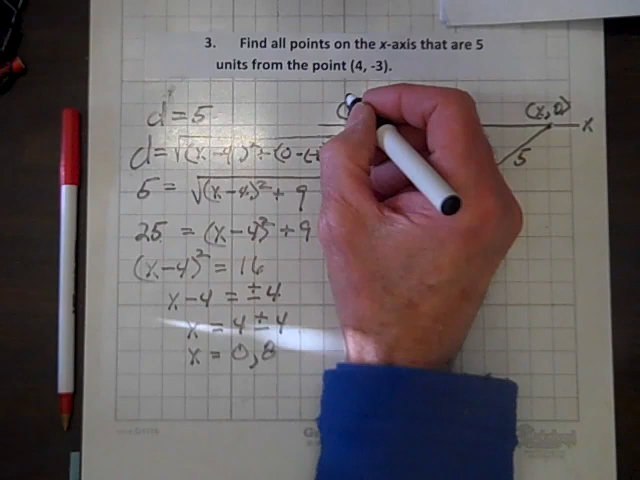 3. Find all points on the x-axis that are 5
units from the point (4, -3).
d = 5
(x, 0)
x
d = √(x-4)² + (0-(-
5
5 = √(x-4)² + 9
25 = (x-4)² + 9
(x-4)² = 16
x-4 = ±4
x = 4 ± 4
x = 0, 8